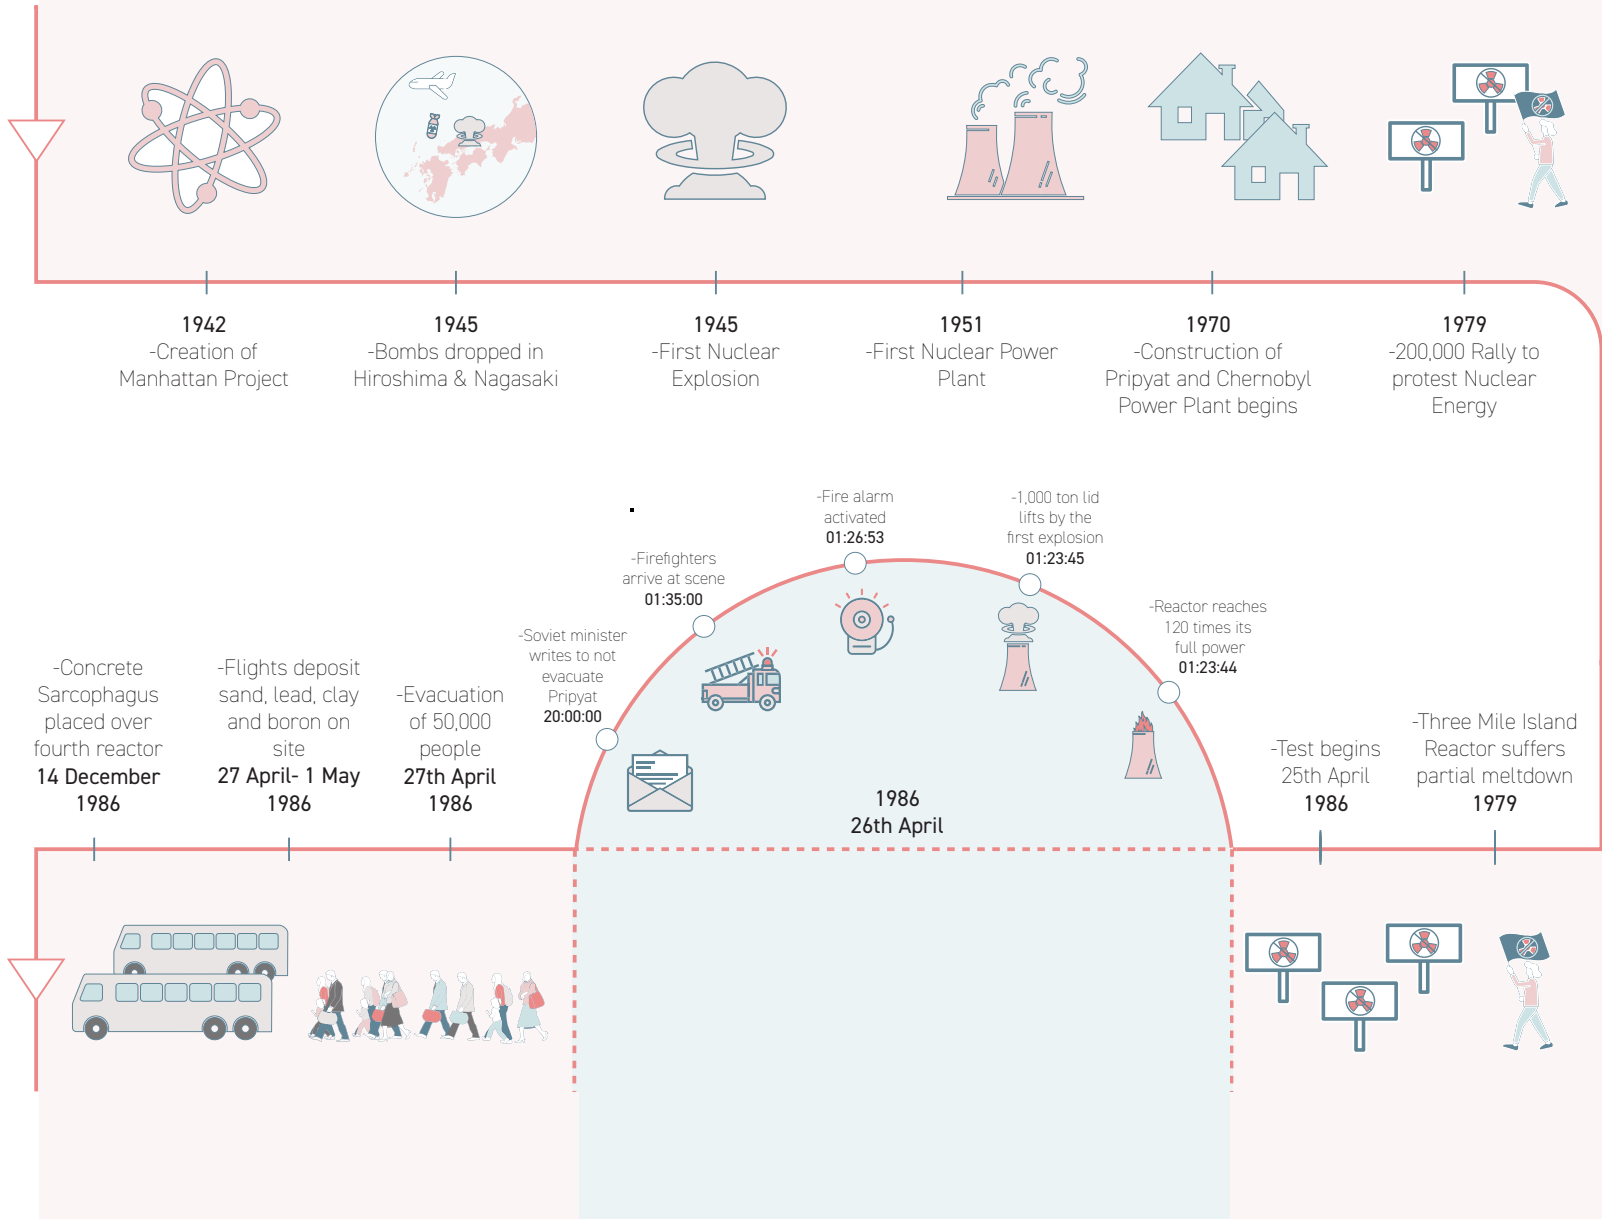 1942
-Creation of
Manhattan Project
1945
-Bombs dropped in
Hiroshima & Nagasaki
1945
-First Nuclear
Explosion
1951
-First Nuclear Power
Plant
1970
-Construction of
Pripyat and Chernobyl
Power Plant begins
1979
-200,000 Rally to
protest Nuclear
Energy
-Three Mile Island
Reactor suffers
partial meltdown
1979
-Test begins
25th April
1986
-Reactor reaches
120 times its
full power
01:23:44
-1,000 ton lid
lifts by the
first explosion
01:23:45
-Fire alarm
activated
01:26:53
-Firefighters
arrive at scene
01:35:00
-Soviet minister
writes to not
evacuate
Pripyat
20:00:00
1986
26th April
-Evacuation
of 50,000
people
27th April
1986
-Flights deposit
sand, lead, clay
and boron on
site
27 April- 1 May
1986
-Concrete
Sarcophagus
placed over
fourth reactor
14 December
1986